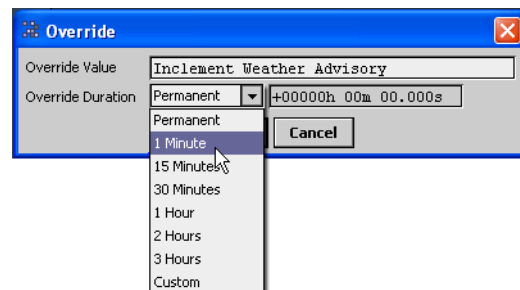 Override
Override Value Inclement Weather Advisory
Override Duration Permanent +00000h 00m 00.000s
Permanent
1 Minute Cancel
15 Minutes
30 Minutes
1 Hour
2 Hours
3 Hours
Custom